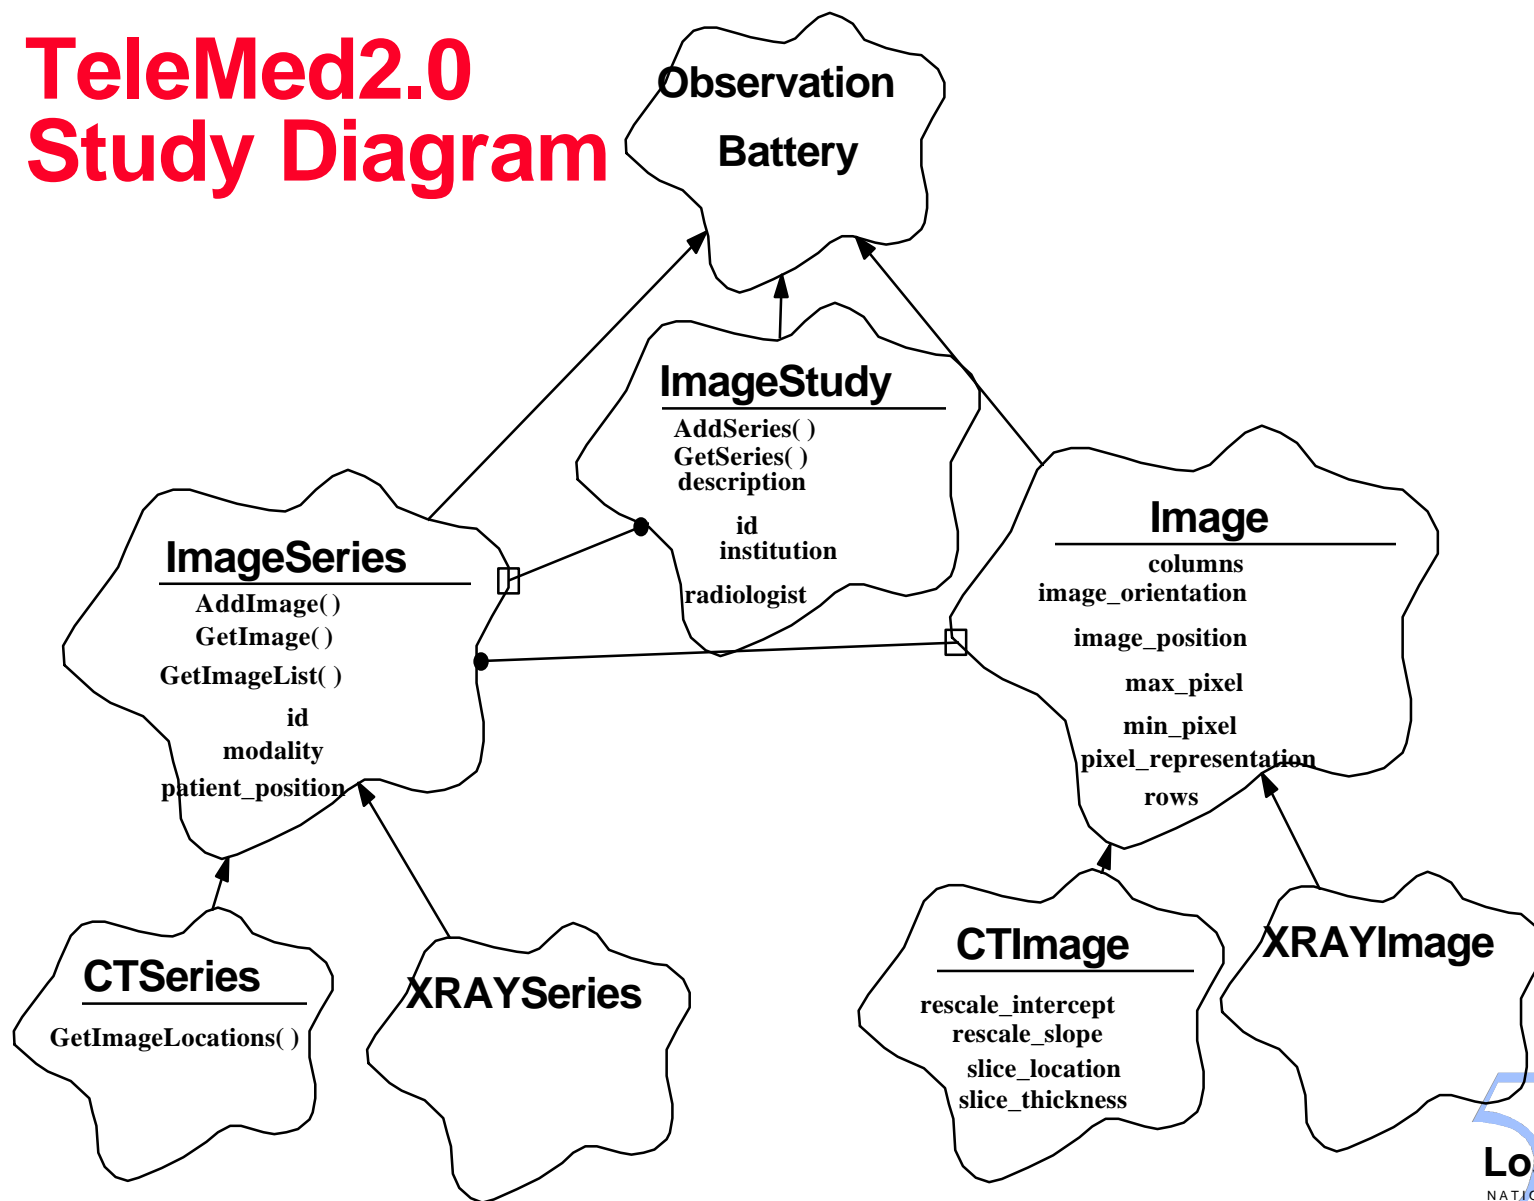 TeleMed2.0
Study Diagram
Observation
Battery
ImageStudy
AddSeries( )
GetSeries( )
description
id
institution
radiologist
ImageSeries
AddImage( )
GetImage( )
GetImageList( )
id
modality
patient_position
Image
columns
image_orientation
image_position
max_pixel
min_pixel
pixel_representation
rows
CTSeries
GetImageLocations( )
XRAYSeries
CTImage
rescale_intercept
rescale_slope
slice_location
slice_thickness
XRAYImage